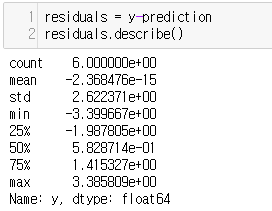 1 residuals = y-prediction
2 residuals.describe()
count 6.000000e+00
mean -2.368476e-15
std 2.622371e+00
min -3.399667e+00
25% -1.987805e+00
50% 5.828714e-01
75% 1.415327e+00
max 3.385809e+00
Name: y, dtype: float64